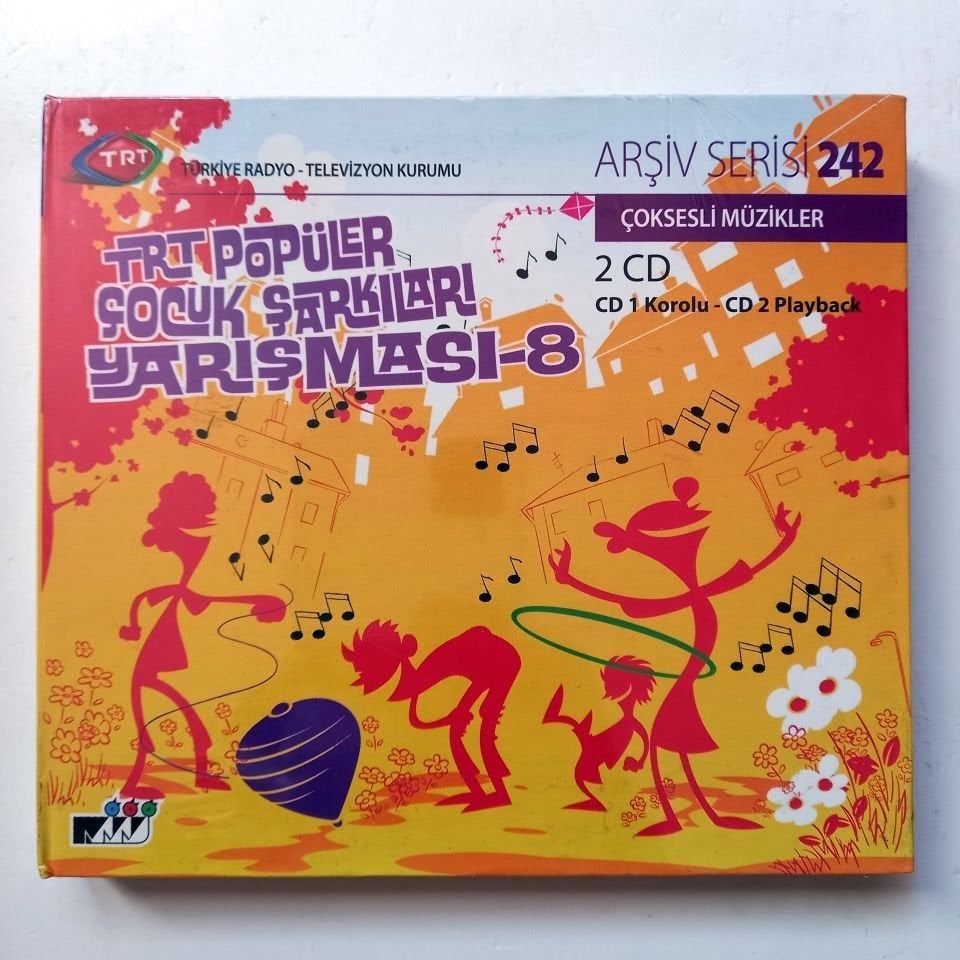 TRT
TÜRKİYE RADYO - TELEVİZYON KURUMU
ARŞİV SERİSİ 242
ÇOKSESLİ MÜZİKLER
2 CD
CD 1 Korolu - CD 2 Playback
TRT POPÜLER
ÇOCUK ŞARKILARI
YARIŞMASI-8